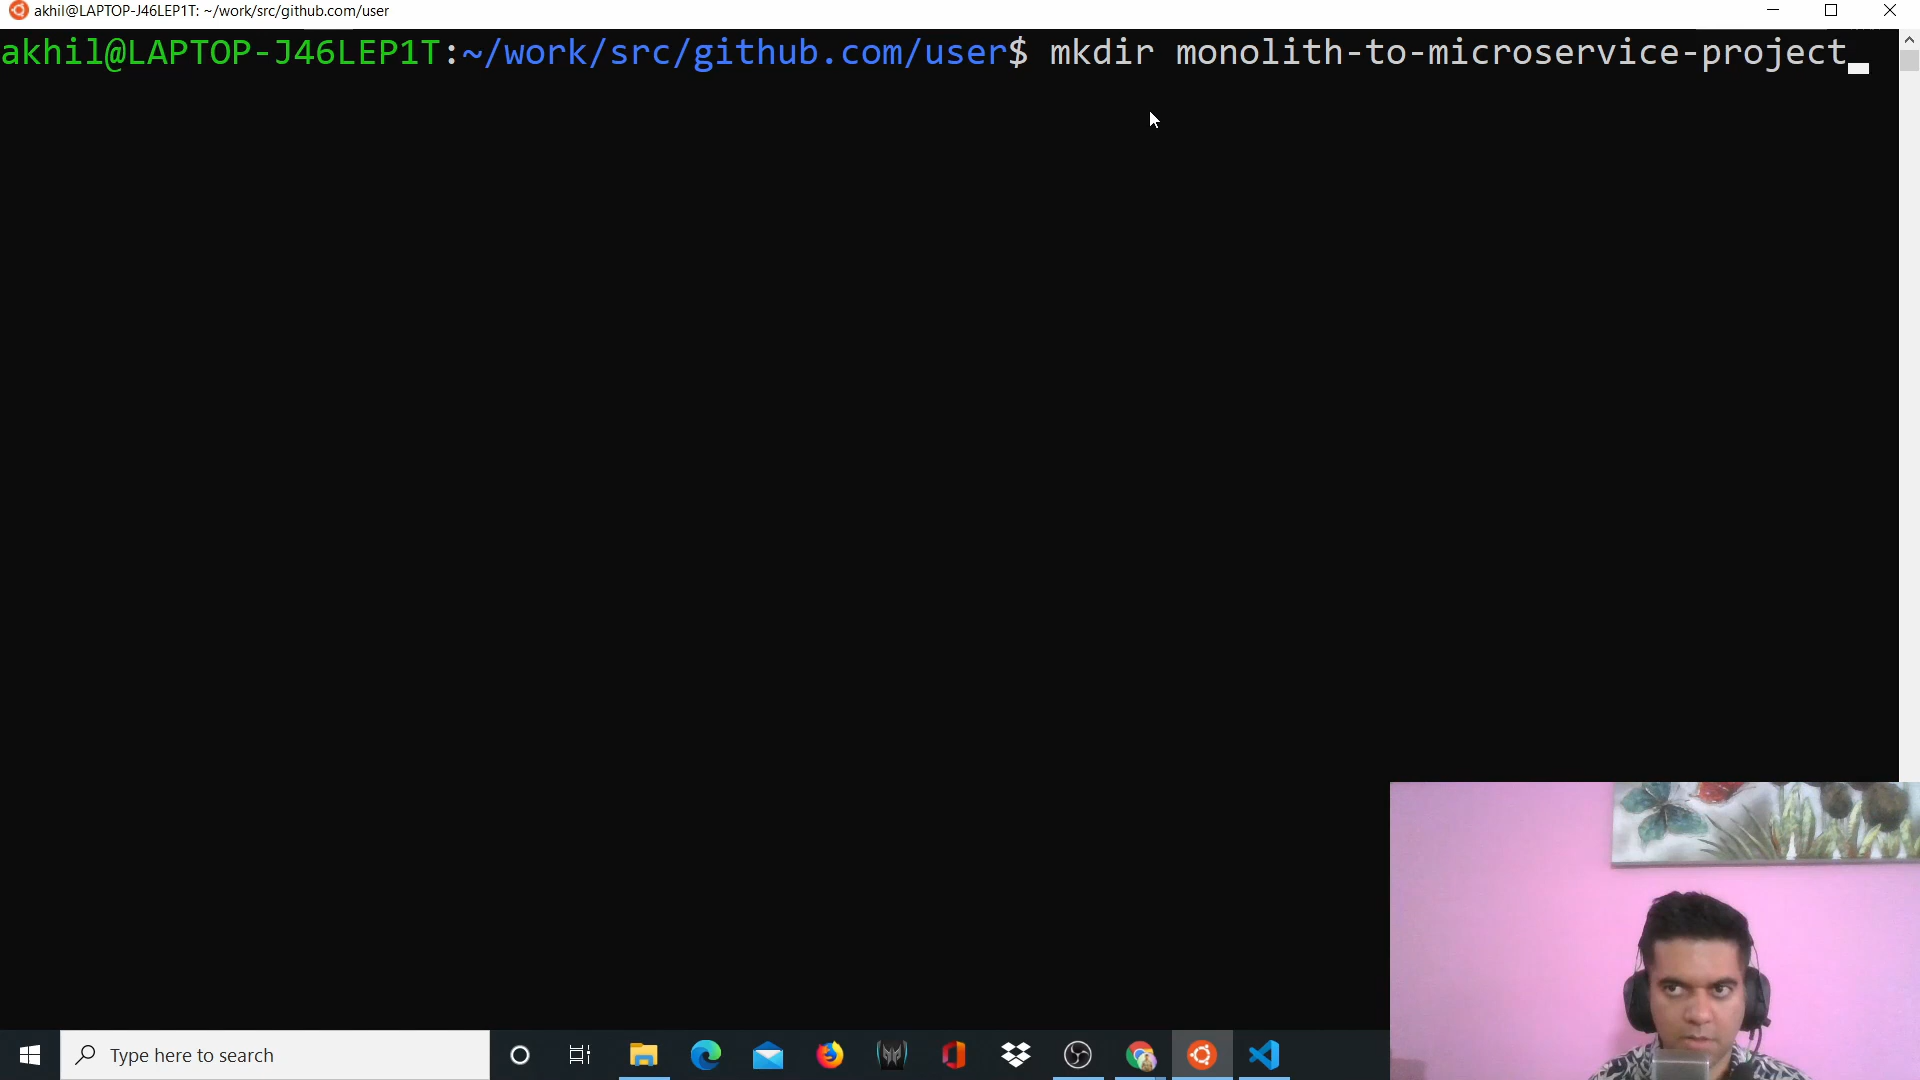 akhil@LAPTOP-J46LEP1T: ~/work/src/github.com/user
akhil@LAPTOP-J46LEP1T:~/work/src/github.com/user$ mkdir monolith-to-microservice-project
Type here to search